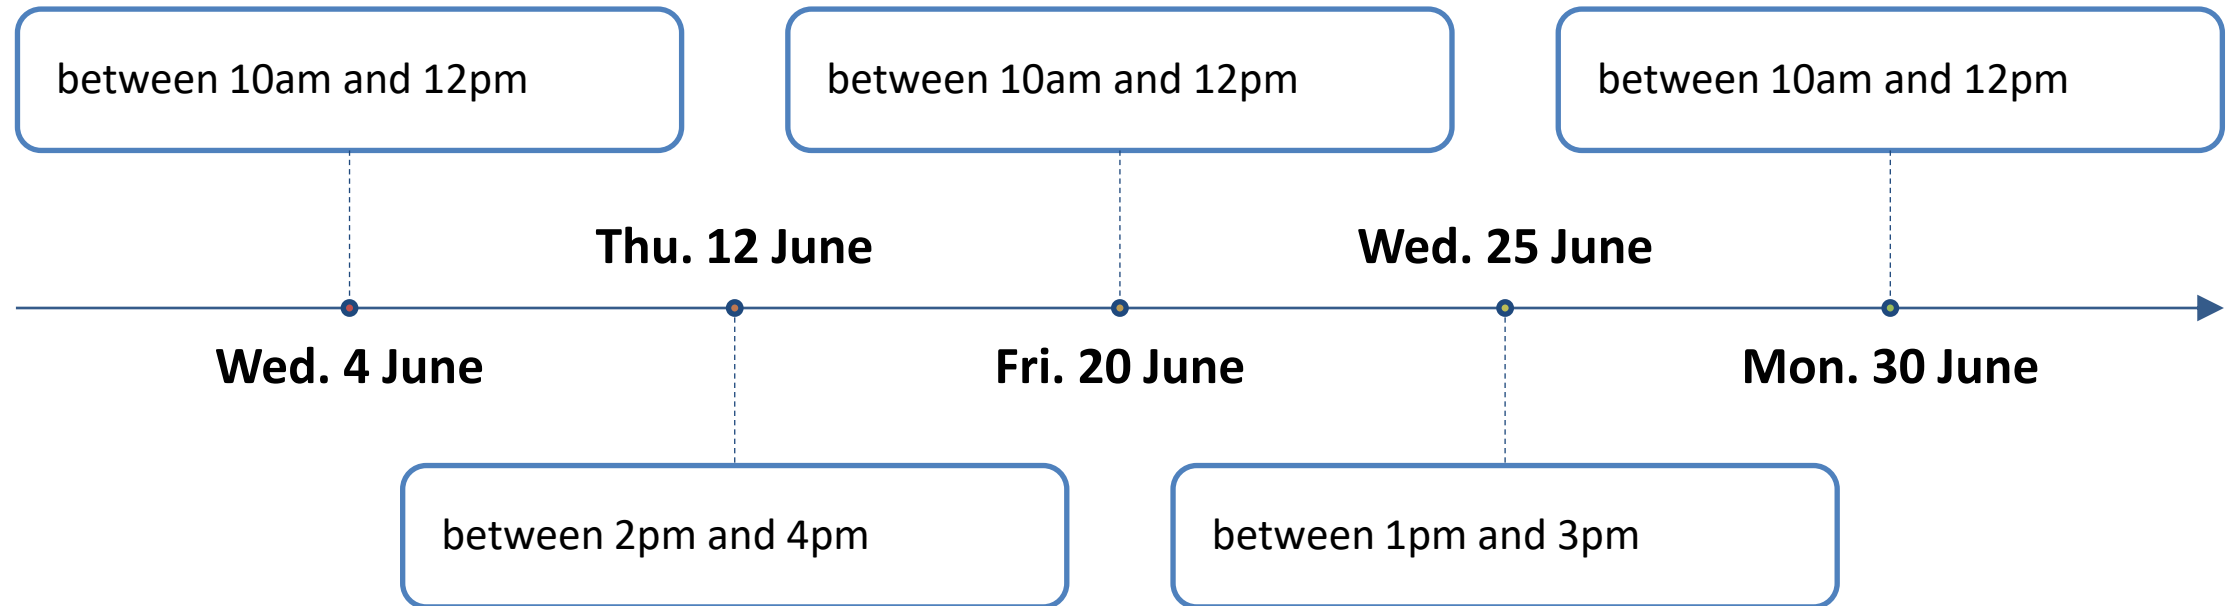 between 10am and 12pm
between 10am and 12pm
between 10am and 12pm
Thu. 12 June
Wed. 25 June
Wed. 4 June
Fri. 20 June
Mon. 30 June
between 2pm and 4pm
between 1pm and 3pm